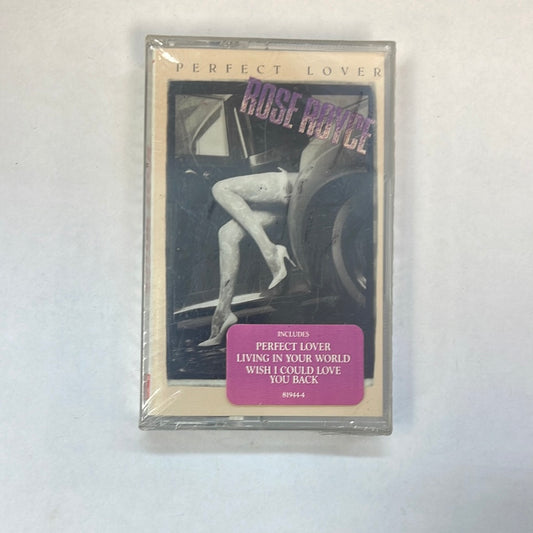 PERFECT LOVER
ROSE ROYCE
INCLUDES
PERFECT LOVER
LIVING IN YOUR WORLD
WISH I COULD LOVE
YOU BACK
81944-4